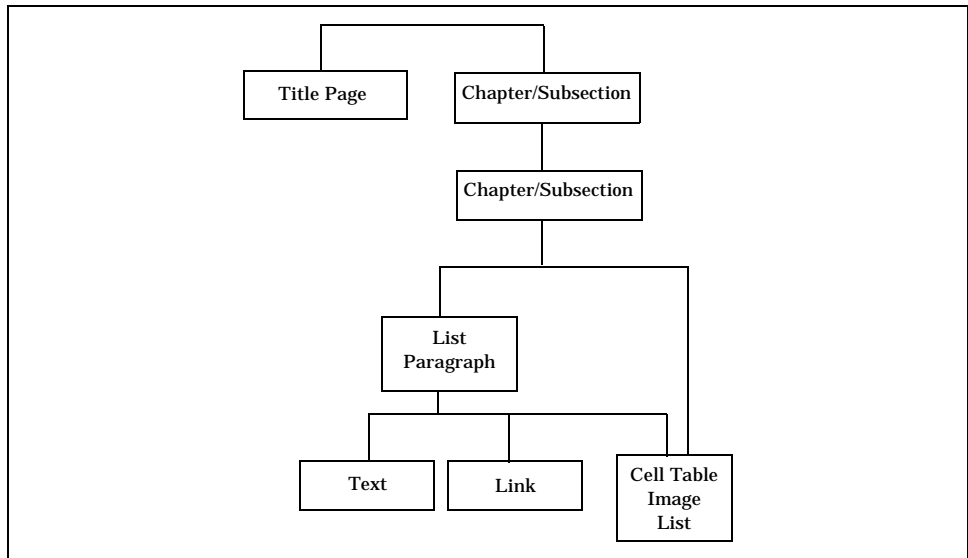 Title Page
Chapter/Subsection
Chapter/Subsection
List
Paragraph
Text
Link
Cell Table
Image
List